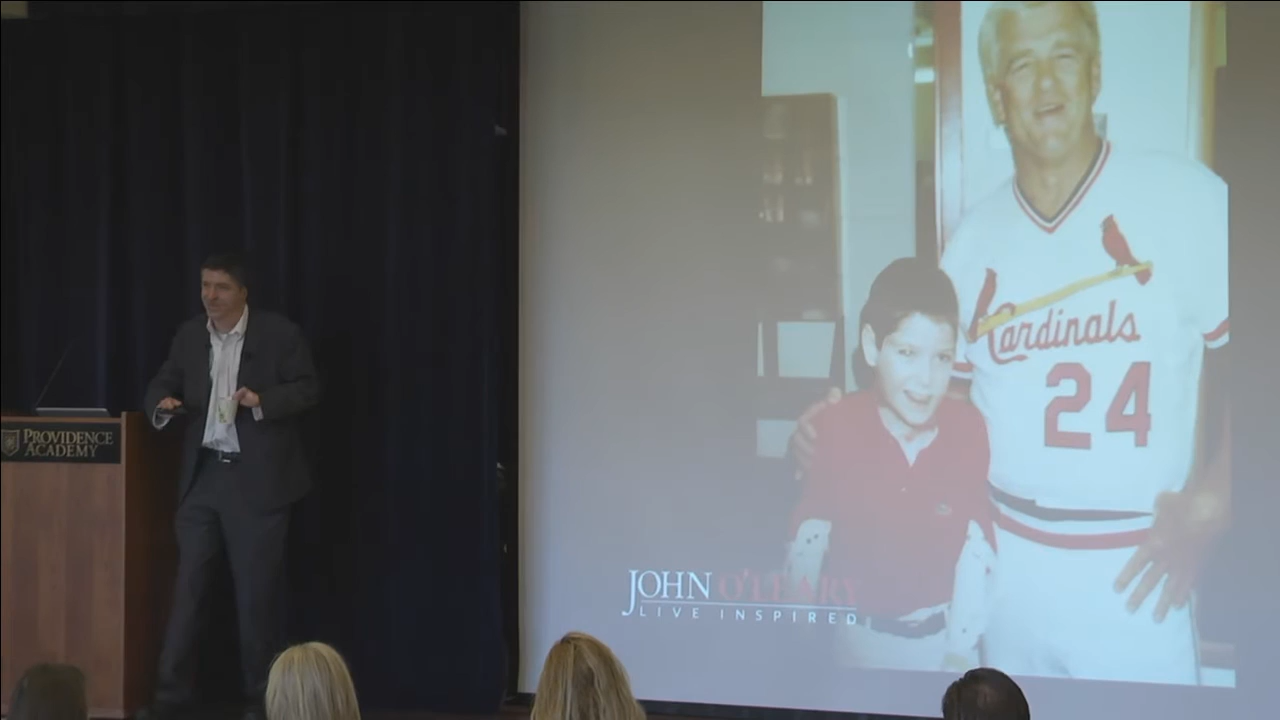 PROVIDENCE
ACADEMY
Cardinals
24
JOHN O'LEARY
LIVE INSPIRED